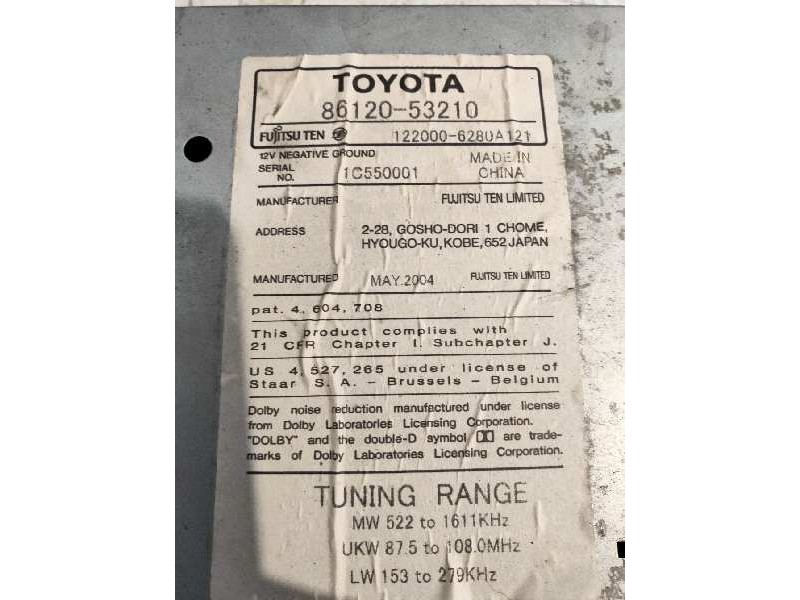 TOYOTA
86120-53210
FUJITSU TEN 122000-6280A121
12V NEGATIVE GROUND
MADE IN
SERIAL
NO. 1C550001 CHINA
MANUFACTURER FUJITSU TEN LIMITED
ADDRESS 2-28, GOSHO-DORI 1 CHOME,
HYOUGO-KU, KOBE, 652 JAPAN
MANUFACTURED MAY.2004 FUJITSU TEN LIMITED
pat. 4, 604, 708
This product complies with
21 CFR Chapter I. Subchapter J.
US 4, 527, 265 under license of
Staar S. A. - Brussels - Belgium
Dolby noise reduction manufactured under license
from Dolby Laboratories Licensing Corporation.
"DOLBY" and the double-D symbol are trade-
marks of Dolby Laboratories Licensing Corporation.
TUNING RANGE
MW 522 to 1611KHz
UKW 87.5 to 108.0MHz
LW 153 to 279KHz